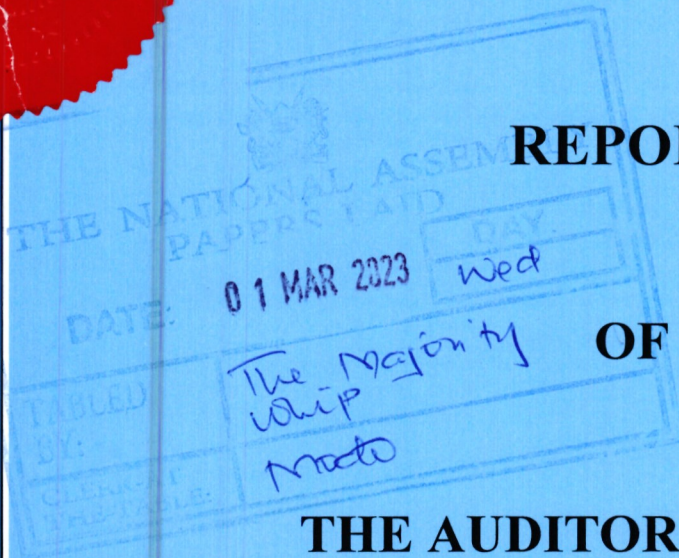 REPO
THE NATIONAL ASSEM
PAPERS LAID
DAY.
DATE: 01 MAR 2023 Wed
OF
TABLED BY: The Majority Whip
CLERK-AT THE-TABLE:
THE AUDITOR